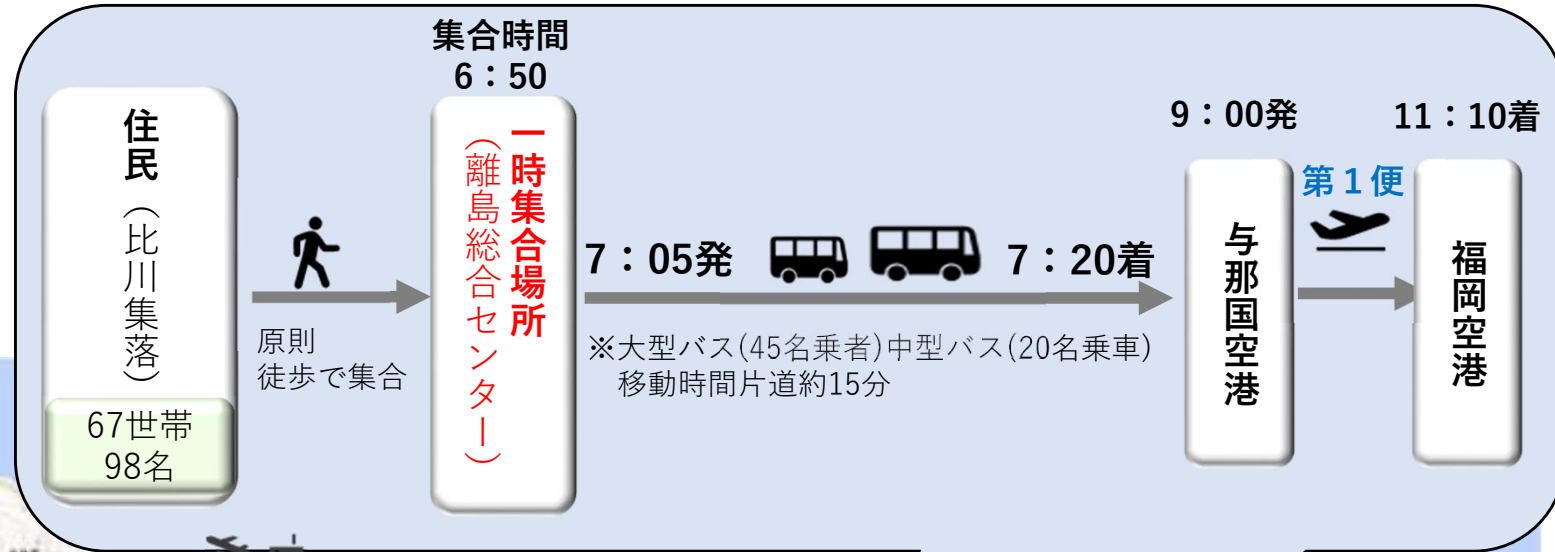 住民（比川集落）
67世帯
98名
原則
徒歩で集合
集合時間
6：50
一時集合場所
（離島総合センター）
7：05発
7：20着
※大型バス(45名乗者)中型バス(20名乗車)
移動時間片道約15分
9：00発
与那国空港
第１便
11：10着
福岡空港